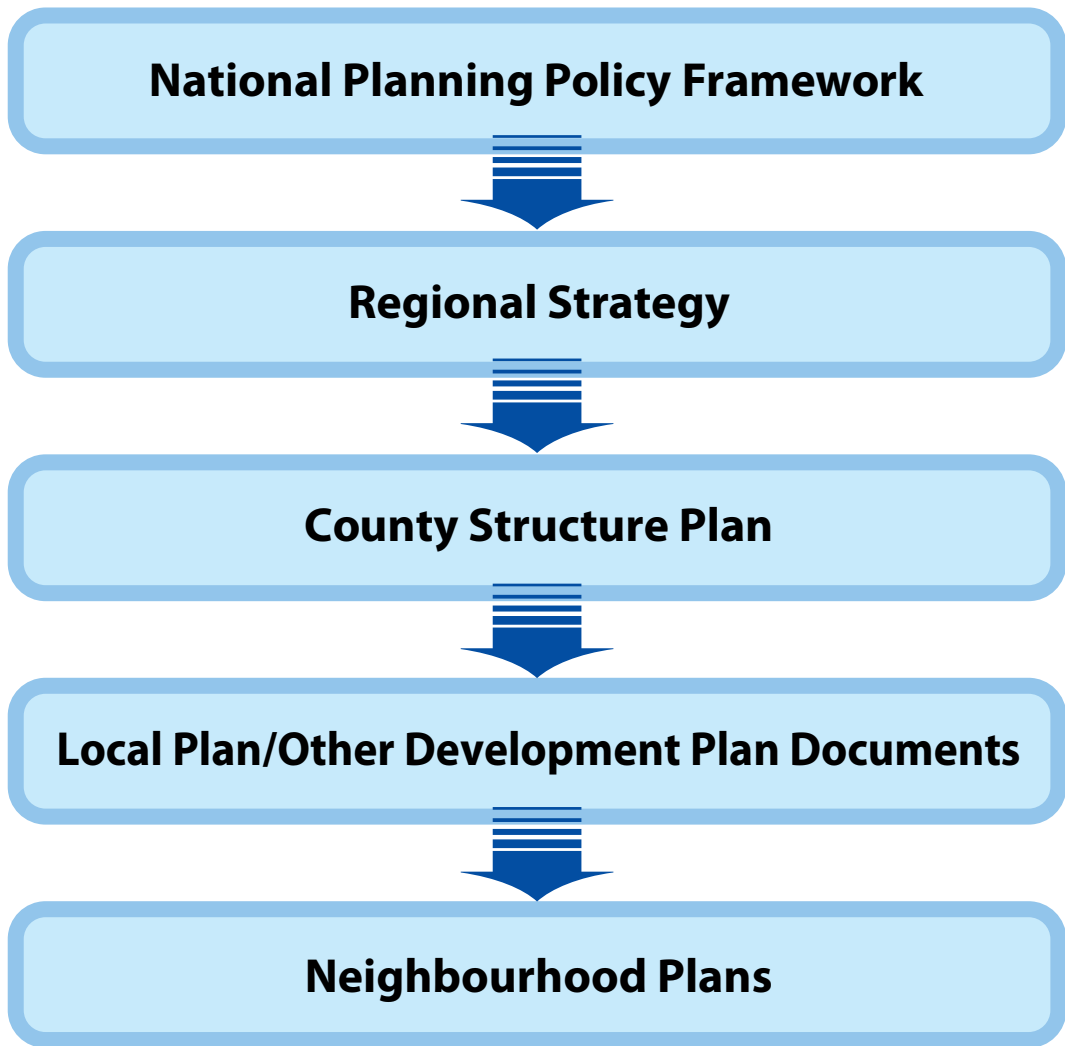 National Planning Policy Framework
Regional Strategy
County Structure Plan
Local Plan/Other Development Plan Documents
Neighbourhood Plans